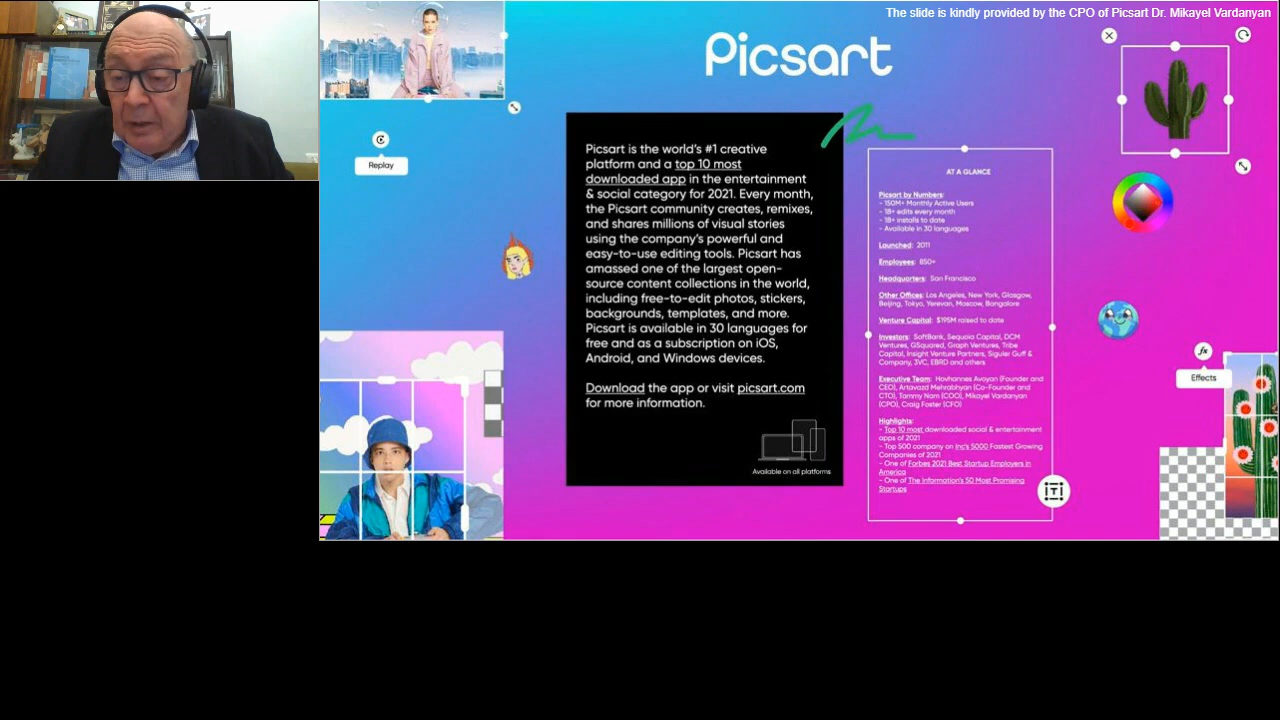 The slide is kindly provided by the CPO of Picsart Dr. Mikayel Vardanyan
Picsart
Replay
Picsart is the world's #1 creative
platform and a top 10 most
downloaded app in the entertainment
& social category for 2021. Every month,
the Picsart community creates, remixes,
and shares millions of visual stories
using the company's powerful and
easy-to-use editing tools. Picsart has
amassed one of the largest open-
source content collections in the world,
including free-to-edit photos, stickers,
backgrounds, templates, and more.
Picsart is available in 30 languages for
free and as a subscription on iOS,
Android, and Windows devices.
Download the app or visit picsart.com
for more information.
Available on all platforms
AT A GLANCE
Picsart by Numbers:
- 150M+ Monthly Active Users
- 1B+ edits every month
- 1B+ installs to date
- Available in 30 languages
Launched: 2011
Employees: 850+
Headquarters: San Francisco
Other Offices: Los Angeles, New York, Glasgow,
Beijing, Tokyo, Yerevan, Moscow, Bangalore
Venture Capital: $195M raised to date
Investors: SoftBank, Sequoia Capital, DCM
Ventures, GSquared, Graph Ventures, Tribe
Capital, Insight Venture Partners, Siguler Guff &
Company, 3VC, EBRD and others
Executive Team: Hovhannes Avoyan (Founder and
CEO), Artavazd Mehrabyan (Co-Founder and
CTO), Tammy Nam (COO), Mikayel Vardanyan
(CPO), Craig Foster (CFO)
Highlights:
- Top 10 most downloaded social & entertainment
apps of 2021
- Top 500 company on Inc's 5000 Fastest Growing
Companies of 2021
- One of Forbes 2021 Best Startup Employers in
America
- One of The Information's 50 Most Promising
Startups
T
fx
Effects